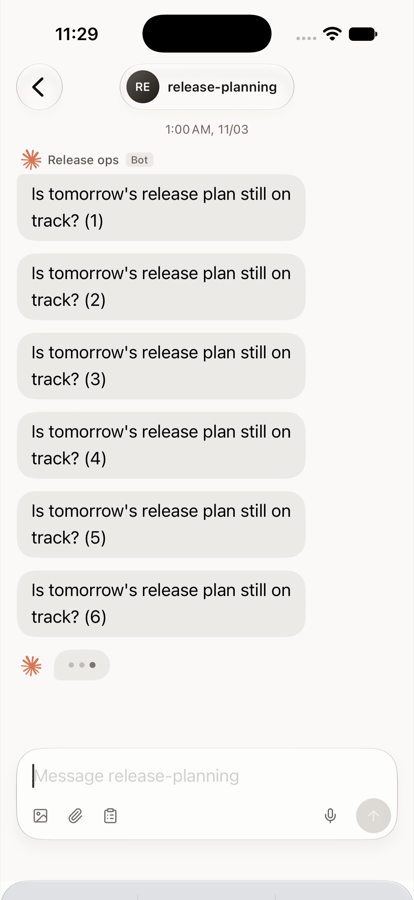 11:29
RE release-planning
1:00 AM, 11/03
Release ops Bot
Is tomorrow's release plan still on
track? (1)
Is tomorrow's release plan still on
track? (2)
Is tomorrow's release plan still on
track? (3)
Is tomorrow's release plan still on
track? (4)
Is tomorrow's release plan still on
track? (5)
Is tomorrow's release plan still on
track? (6)
Message release-planning